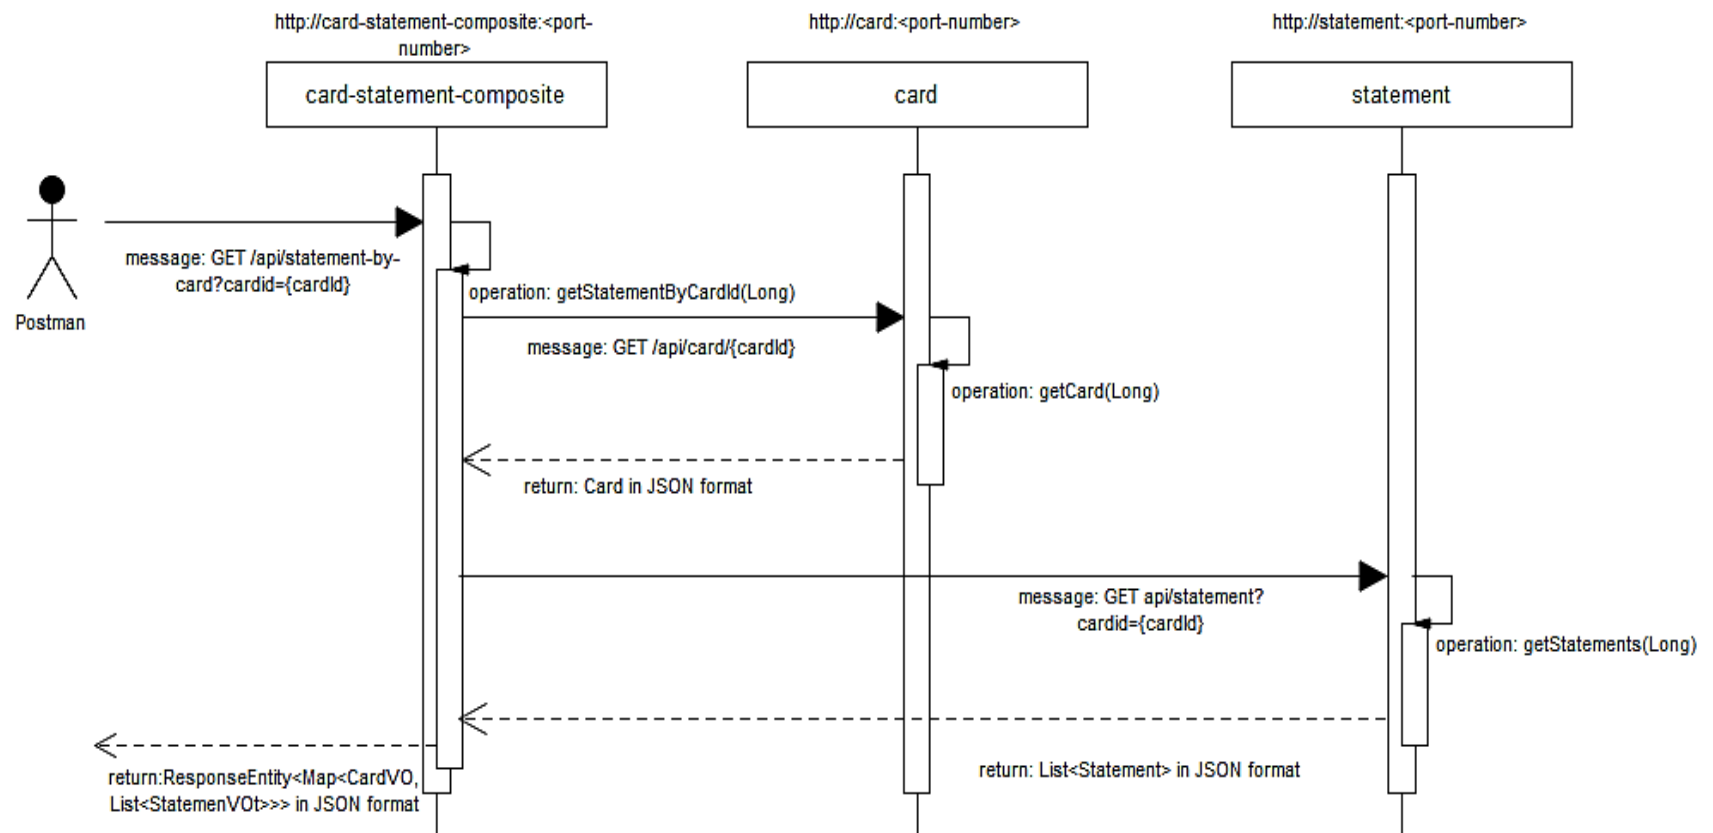 http://card-statement-composite:<port-
number>
http://card:<port-number>
http://statement:<port-number>
card-statement-composite
card
statement
message: GET /api/statement-by-
card?cardid={cardId}
Postman
operation: getStatementByCardId(Long)
message: GET /api/card/{cardId}
operation: getCard(Long)
return: Card in JSON format
message: GET api/statement?
cardid={cardId}
operation: getStatements(Long)
return: List<Statement> in JSON format
return:ResponseEntity<Map<CardVO,
List<StatemenVOt>>> in JSON format